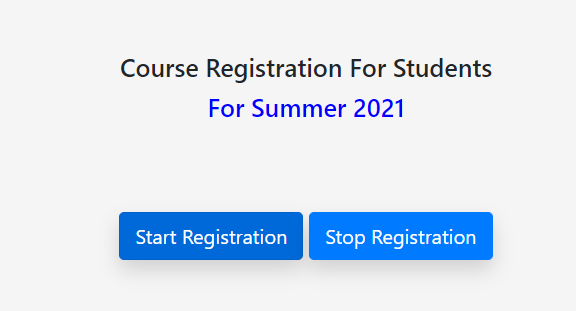 Course Registration For Students
For Summer 2021
Start Registration Stop Registration